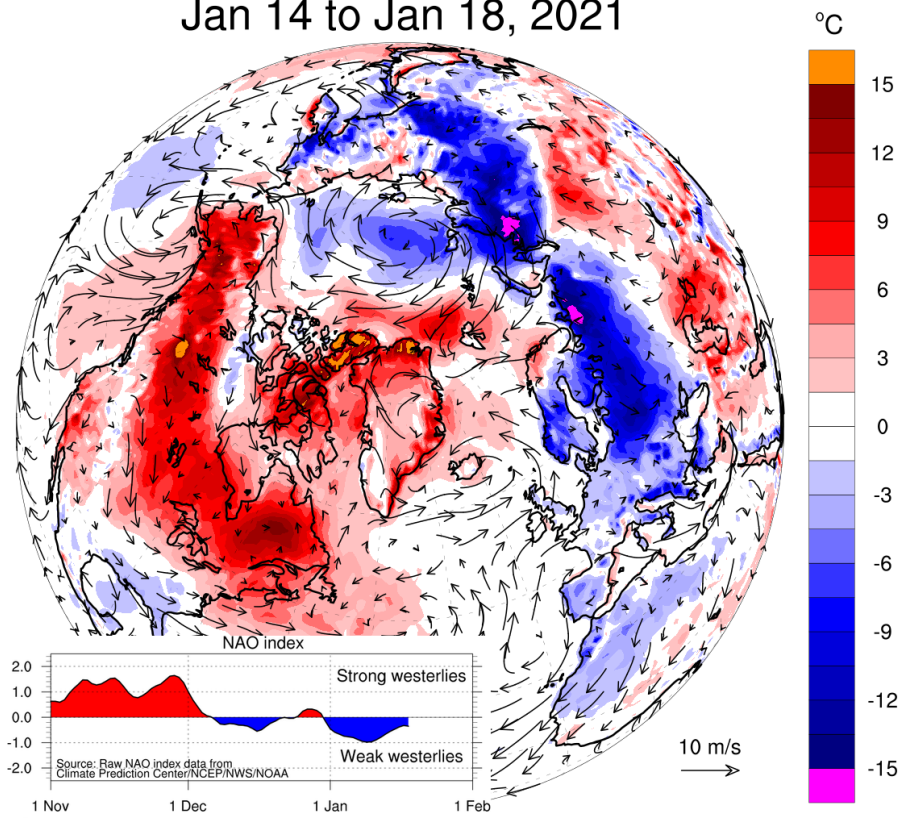 Jan 14 to Jan 18, 2021
ºC
15
12
9
6
3
0
-3
-6
-9
-12
-15
10 m/s
NAO index
2.0
1.0
0.0
-1.0
-2.0
Strong westerlies
Weak westerlies
Source: Raw NAO index data from
Climate Prediction Center/NCEP/NWS/NOAA
1 Nov
1 Dec
1 Jan
1 Feb